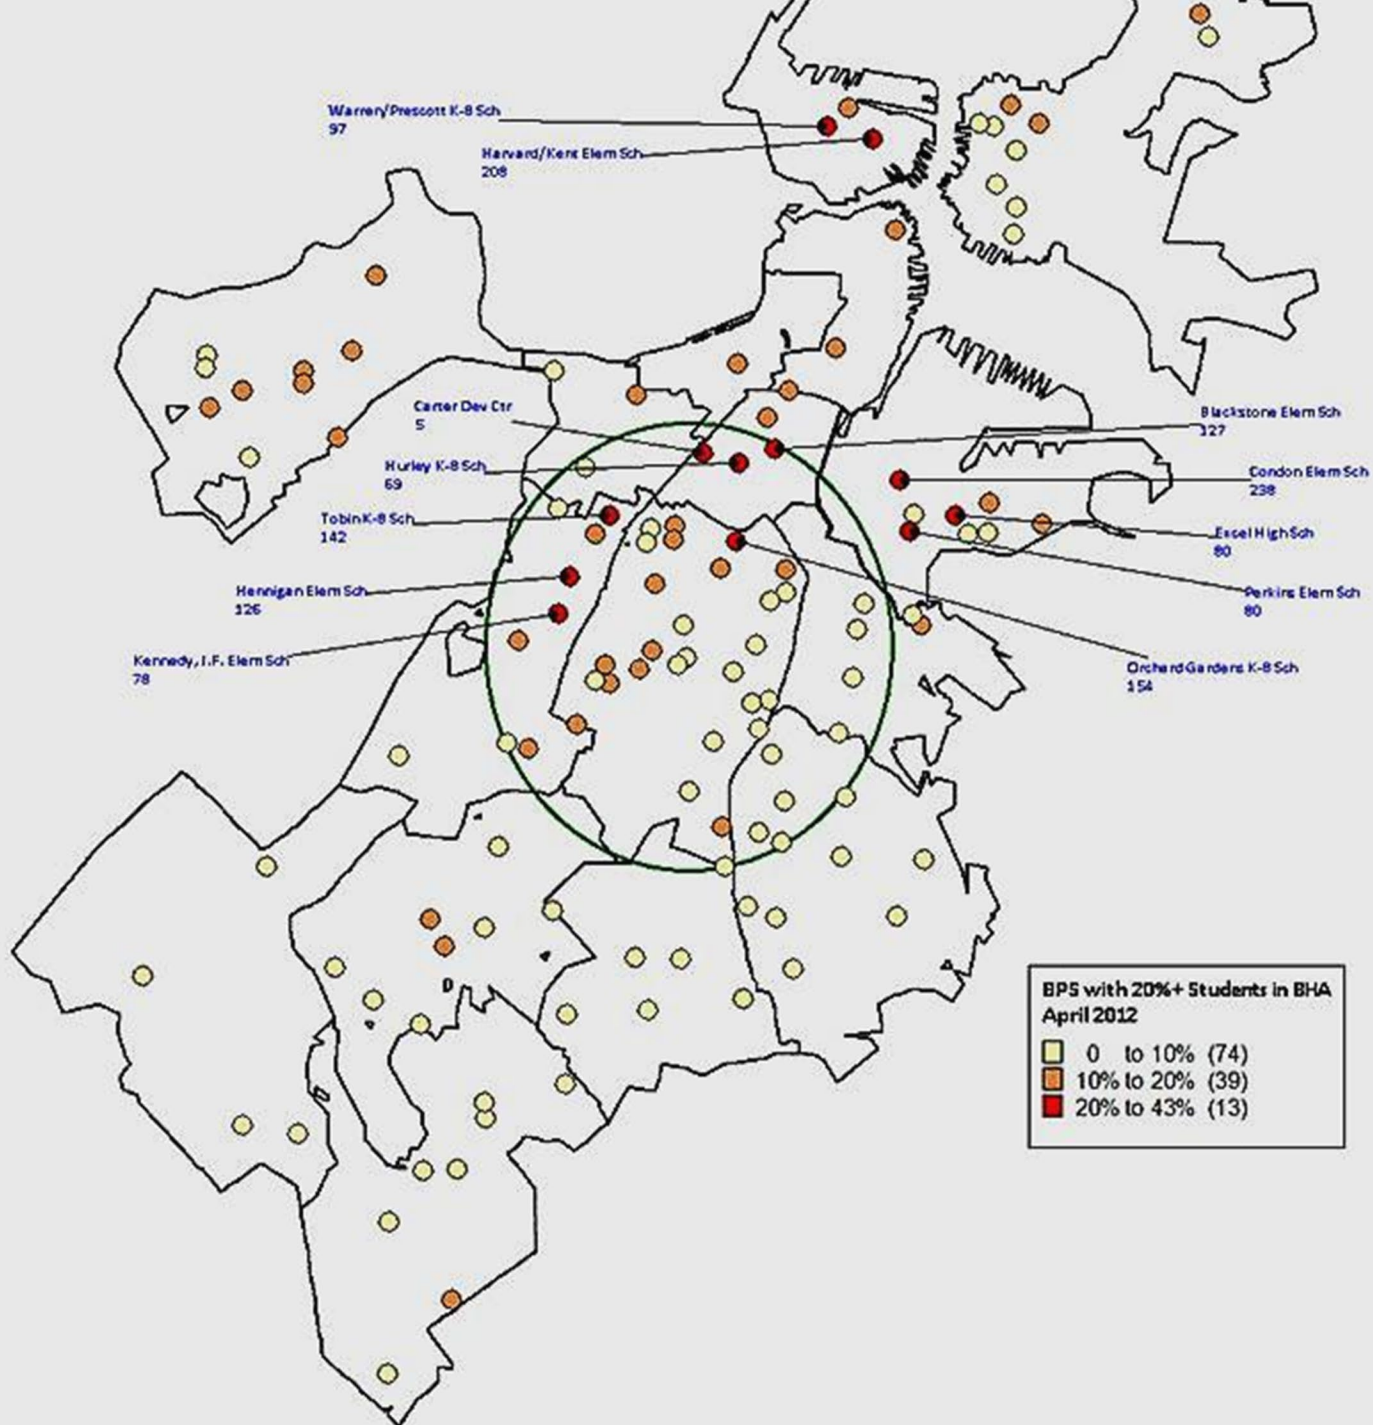 Warren/Prescott K-8 Sch
97
Harvard/Kent Elem Sch
208
Carter Dev Ctr
5
Blackstone Elem Sch
127
Hurley K-8 Sch
69
Condon Elem Sch
238
Tobin K-8 Sch
142
Excel High Sch
80
Hennigan Elem Sch
126
Perkins Elem Sch
80
Kennedy, J.F. Elem Sch
78
Orchard Gardens K-8 Sch
154
BPS with 20%+ Students in BHA
April 2012
0 to 10% (74)
10% to 20% (39)
20% to 43% (13)